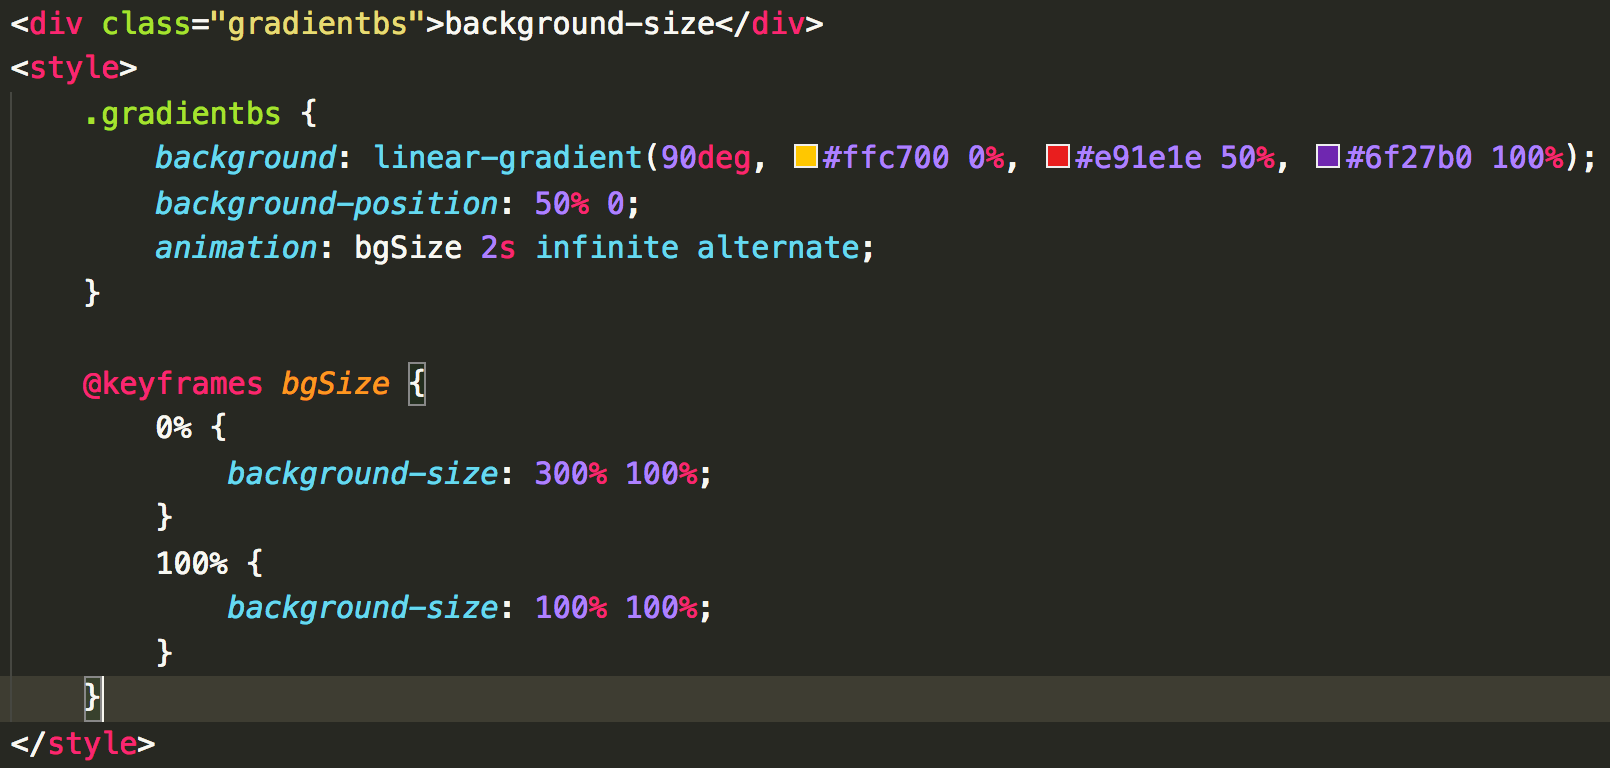 <div class="gradientbs">background-size</div>
<style>
    .gradientbs {
        background: linear-gradient(90deg, #ffc700 0%, #e91e1e 50%, #6f27b0 100%);
        background-position: 50% 0;
        animation: bgSize 2s infinite alternate;
    }

    @keyframes bgSize {
        0% {
            background-size: 300% 100%;
        }
        100% {
            background-size: 100% 100%;
        }
    }
</style>